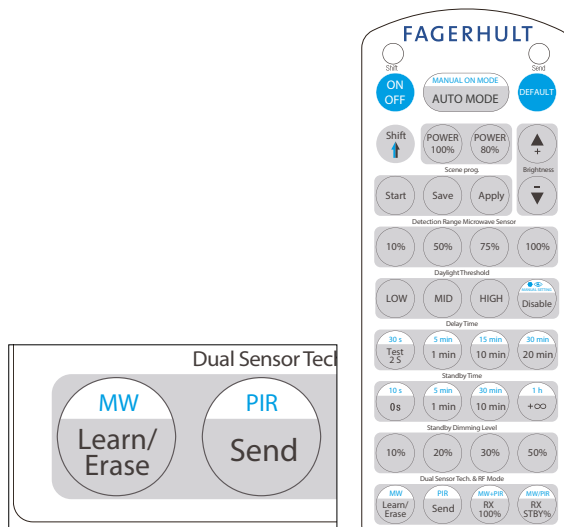 FAGERHULT
Shift
Send
ON
OFF
MANUAL ON MODE
AUTO MODE
DEFAULT
Shift
POWER
100%
POWER
80%
+
Brightness
Scene prog.
Start
Save
Apply
–
Detection Range Microwave Sensor
10%
50%
75%
100%
Daylight Threshold
LOW
MID
HIGH
Disable
Delay Time
30 s
Test
2 S
5 min
1 min
15 min
10 min
30 min
20 min
Standby Time
10 s
0s
5 min
1 min
30 min
10 min
1 h
+∞
Standby Dimming Level
10%
20%
30%
50%
Dual Sensor Tech. & RF Mode
MW
Learn/
Erase
PIR
Send
MW+PIR
RX
100%
MW/PIR
RX
STBY%
Dual Sensor Tech
MW
Learn/
Erase
PIR
Send